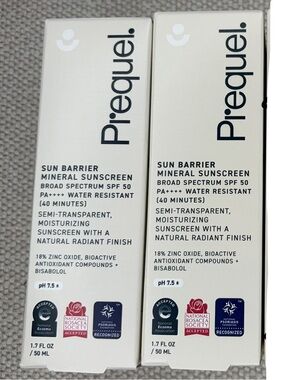 Prequel.
SUN BARRIER
MINERAL SUNSCREEN
BROAD SPECTRUM SPF 50
PA++++ WATER RESISTANT
(40 MINUTES)
SEMI-TRANSPARENT,
MOISTURIZING
SUNSCREEN WITH A
NATURAL RADIANT FINISH
18% ZINC OXIDE, BIOACTIVE
ANTIOXIDANT COMPOUNDS +
BISABOLOL
pH 7.5 ±
ACCEPTED
Eczema
NATIONAL
ROSACEA
SOCIETY
ACCEPTED
PSORIASIS
RECOGNIZED
1.7 FL OZ
/ 50 ML
Prequel.
SUN BARRIER
MINERAL SUNSCREEN
BROAD SPECTRUM SPF 50
PA++++ WATER RESISTANT
(40 MINUTES)
SEMI-TRANSPARENT,
MOISTURIZING
SUNSCREEN WITH A
NATURAL RADIANT FINISH
18% ZINC OXIDE, BIOACTIVE
ANTIOXIDANT COMPOUNDS +
BISABOLOL
pH 7.5 ±
ACCEPTED
Eczema
NATIONAL
ROSACEA
SOCIETY
ACCEPTED
PSORIASIS
RECOGNIZED
1.7 FL OZ
/ 50 ML